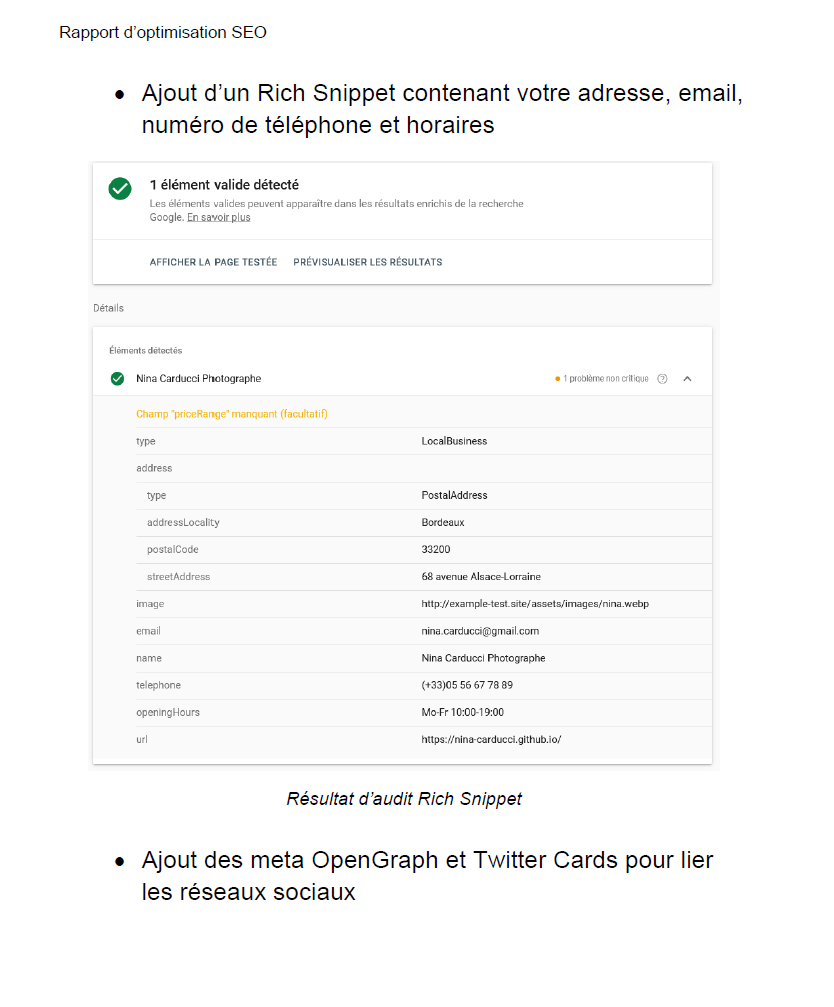 Rapport d’optimisation SEO
● Ajout d’un Rich Snippet contenant votre adresse, email,
numéro de téléphone et horaires
1 élément valide détecté
Les éléments valides peuvent apparaître dans les résultats enrichis de la recherche
Google. En savoir plus
AFFICHER LA PAGE TESTÉE PRÉVISUALISER LES RÉSULTATS
Détails
Éléments détectés
Nina Carducci Photographe 1 problème non critique
Champ "priceRange" manquant (facultatif)
type LocalBusiness
address
type PostalAddress
addressLocality Bordeaux
postalCode 33200
streetAddress 68 avenue Alsace-Lorraine
image http://example-test.site/assets/images/nina.webp
email nina.carducci@gmail.com
name Nina Carducci Photographe
telephone (+33)05 56 67 78 89
openingHours Mo-Fr 10:00-19:00
url https://nina-carducci.github.io/
Résultat d’audit Rich Snippet
● Ajout des meta OpenGraph et Twitter Cards pour lier
les réseaux sociaux